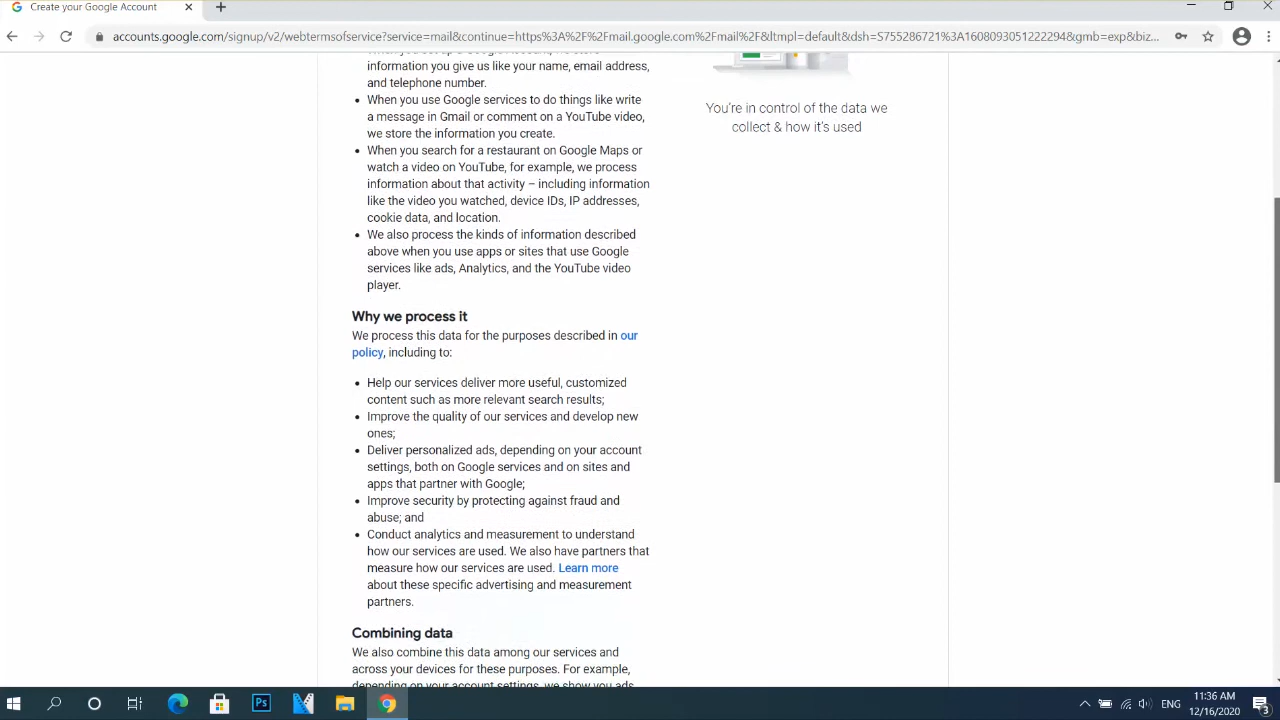 Create your Google Account
accounts.google.com/signup/v2/webtermsofservice?service=mail&continue=https%3A%2F%2Fmail.google.com%2Fmail%2F&ltmpl=default&dsh=S755286721%3A1608093051222294&gmb=exp&biz...
information you give us like your name, email address,
and telephone number.
• When you use Google services to do things like write
a message in Gmail or comment on a YouTube video,
we store the information you create.
• When you search for a restaurant on Google Maps or
watch a video on YouTube, for example, we process
information about that activity – including information
like the video you watched, device IDs, IP addresses,
cookie data, and location.
• We also process the kinds of information described
above when you use apps or sites that use Google
services like ads, Analytics, and the YouTube video
player.
You're in control of the data we
collect & how it's used
Why we process it
We process this data for the purposes described in our
policy, including to:
• Help our services deliver more useful, customized
content such as more relevant search results;
• Improve the quality of our services and develop new
ones;
• Deliver personalized ads, depending on your account
settings, both on Google services and on sites and
apps that partner with Google;
• Improve security by protecting against fraud and
abuse; and
• Conduct analytics and measurement to understand
how our services are used. We also have partners that
measure how our services are used. Learn more
about these specific advertising and measurement
partners.
Combining data
We also combine this data among our services and
across your devices for these purposes. For example,
depending on your account settings, we show you ads
Ps
ENG
11:36 AM
12/16/2020
3